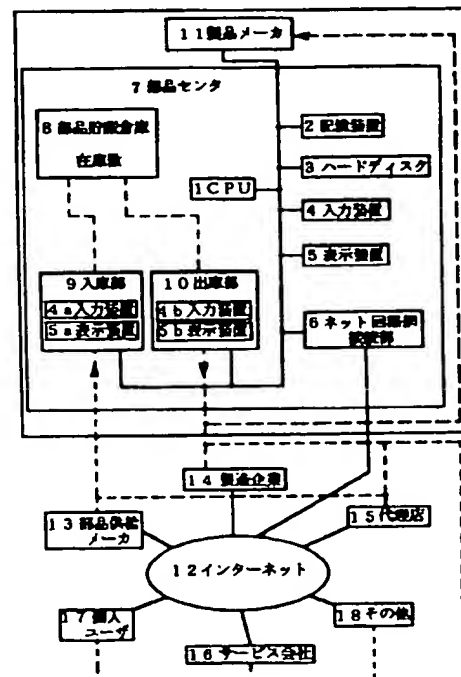 11製品メーカ
7部品センタ
8部品貯蔵倉庫
在庫数
2記憶装置
3ハードディスク
1CPU
4入力装置
5表示装置
9入庫部
4a入力装置
5a表示装置
10出庫部
4b入力装置
5b表示装置
6ネット回路網
接続部
14製造企業
13部品供給
メーカ
15代理店
12インターネット
17個人
ユーザ
18その他
16サービス会社